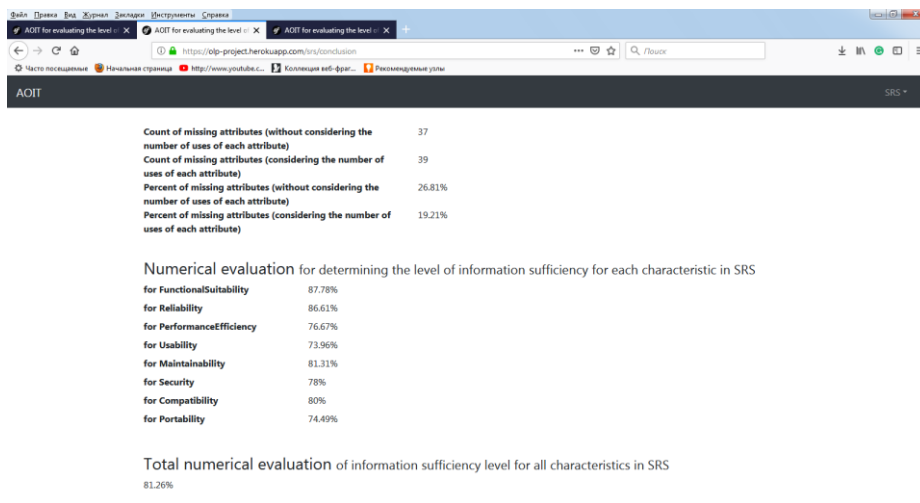 Файл Правка Вид Журнал Закладки Инструменты Справка
AOIT for evaluating the level of AOIT for evaluating the level of AOIT for evaluating the level of
https://olp-project.herokuapp.com/srs/conclusion Поиск
Часто посещаемые Начальная страница http://www.youtube.c... Коллекция веб-фраг... Рекомендуемые узлы
AOIT SRS
Count of missing attributes (without considering the 37
number of uses of each attribute)
Count of missing attributes (considering the number of 39
uses of each attribute)
Percent of missing attributes (without considering the 26.81%
number of uses of each attribute)
Percent of missing attributes (considering the number of 19.21%
uses of each attribute)
Numerical evaluation for determining the level of information sufficiency for each characteristic in SRS
for FunctionalSuitability 87.78%
for Reliability 86.61%
for PerformanceEfficiency 76.67%
for Usability 73.96%
for Maintainability 81.31%
for Security 78%
for Compatibility 80%
for Portability 74.49%
Total numerical evaluation of information sufficiency level for all characteristics in SRS
81.26%